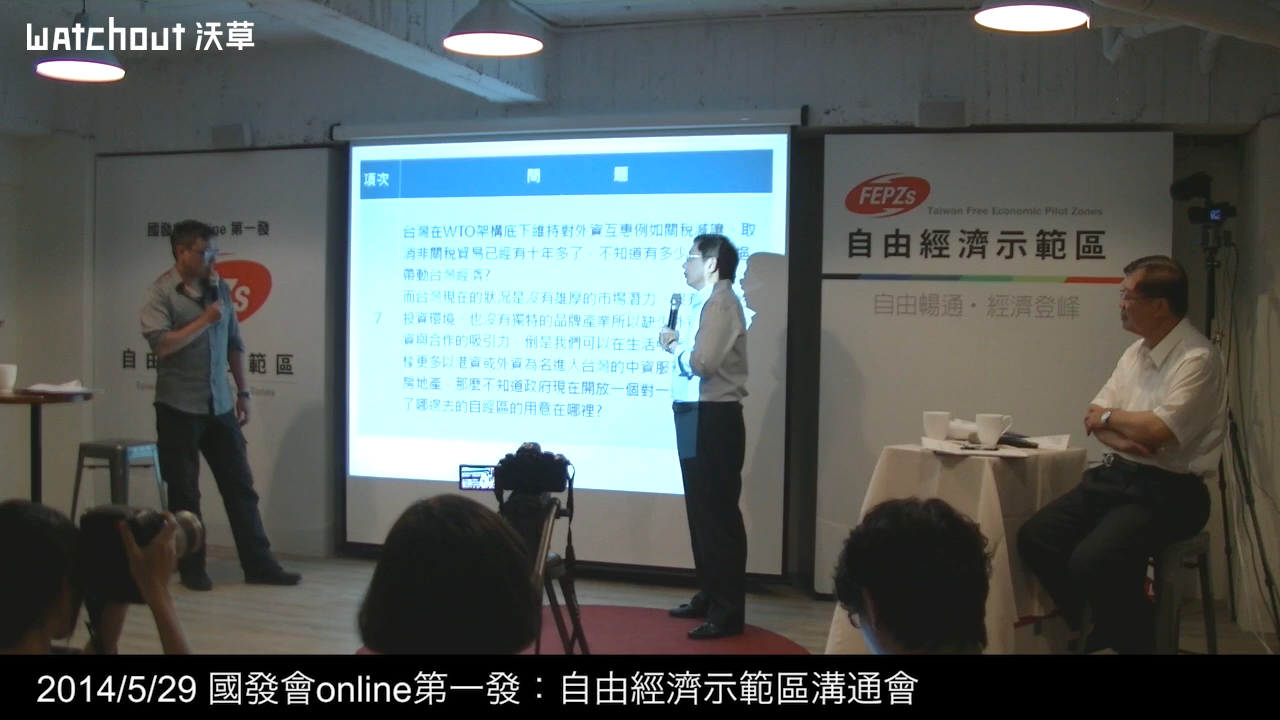 watchout 沃草
國發會 online 第一發
自由
範區
項次 問 題
台灣在WTO架構底下維持對外資互惠例如關稅減讓、取
消非關稅貿易已經有十年多了，不知道有多少
帶動台灣經濟?
而台灣現在的狀況是沒有雄厚的市場潛力
7 投資環境，也沒有獨特的品牌產業所以缺少
資與合作的吸引力，倒是我們可以在生活
更多以港資或外資為名進入台灣的中資服
房地產，那麼不知道政府現在開放一個對
了哪邊去的自經區的用意在哪裡?
FEPZs
Taiwan Free Economic Pilot Zones
自由經濟示範區
自由暢通・經濟登峰
2014/5/29 國發會online第一發：自由經濟示範區溝通會